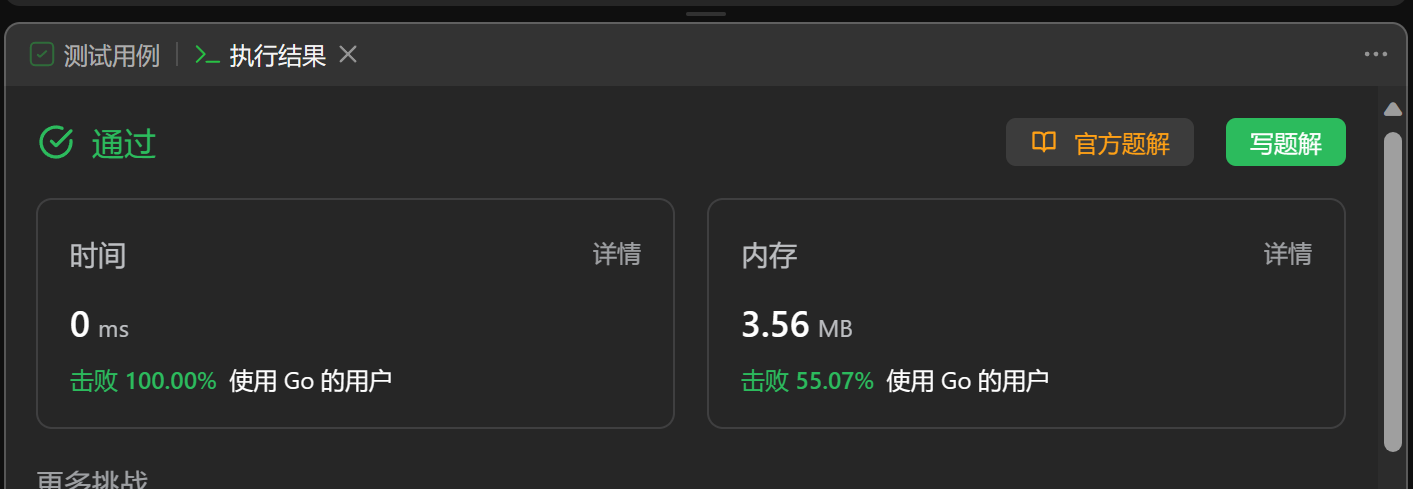 测试用例 执行结果
通过 官方题解 写题解
时间 详情 内存 详情
0 ms 3.56 MB
击败 100.00% 使用 Go 的用户 击败 55.07% 使用 Go 的用户
更多挑战